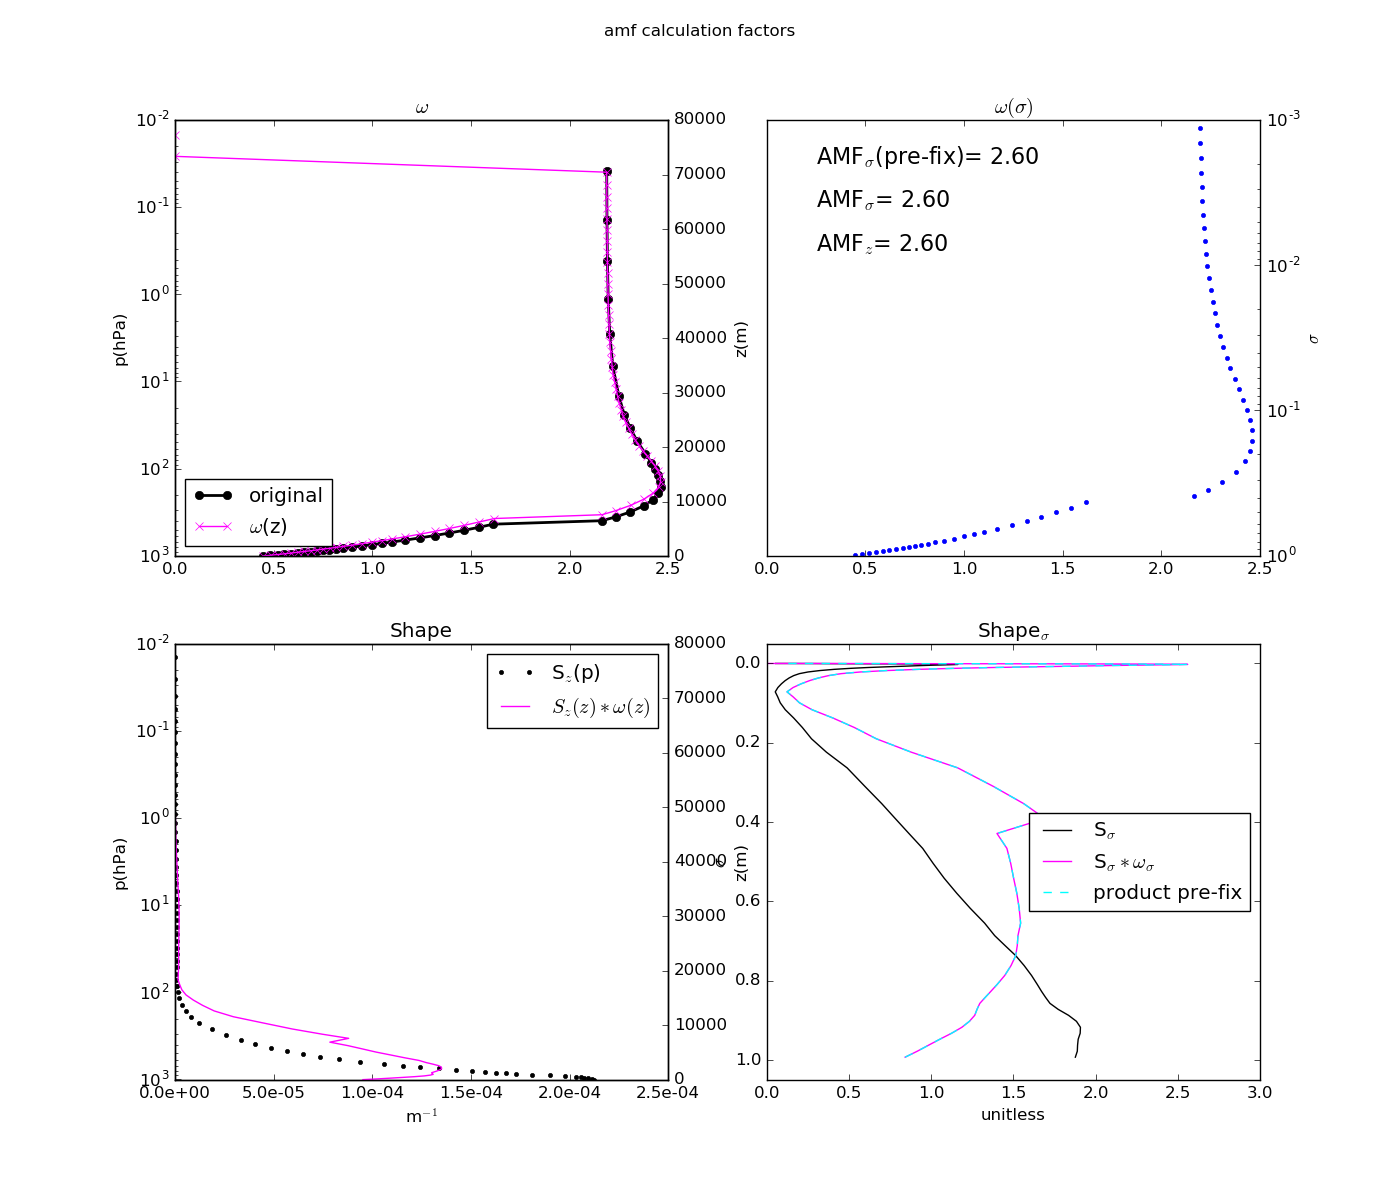 amf calculation factors
ω
10⁻²
10⁻¹
10⁰
10¹
10²
10³
p(hPa)
0.0 0.5 1.0 1.5 2.0 2.5
80000
70000
60000
50000
40000
30000
20000
10000
0
z(m)
original
ω(z)
ω(σ)
AMFσ(pre-fix)= 2.60
AMFσ= 2.60
AMF_z= 2.60
10⁻³
10⁻²
10⁻¹
10⁰
σ
0.0 0.5 1.0 1.5 2.0 2.5
Shape
10⁻²
10⁻¹
10⁰
10¹
10²
10³
p(hPa)
S_z(p)
S_z(z)∗ω(z)
80000
70000
60000
50000
40000
30000
20000
10000
0
z(m)
0.0e+00 5.0e-05 1.0e-04 1.5e-04 2.0e-04 2.5e-04
m⁻¹
Shapeσ
0.0
0.2
0.4
0.6
0.8
1.0
σ
Sσ
Sσ∗ωσ
product pre-fix
0.0 0.5 1.0 1.5 2.0 2.5 3.0
unitless